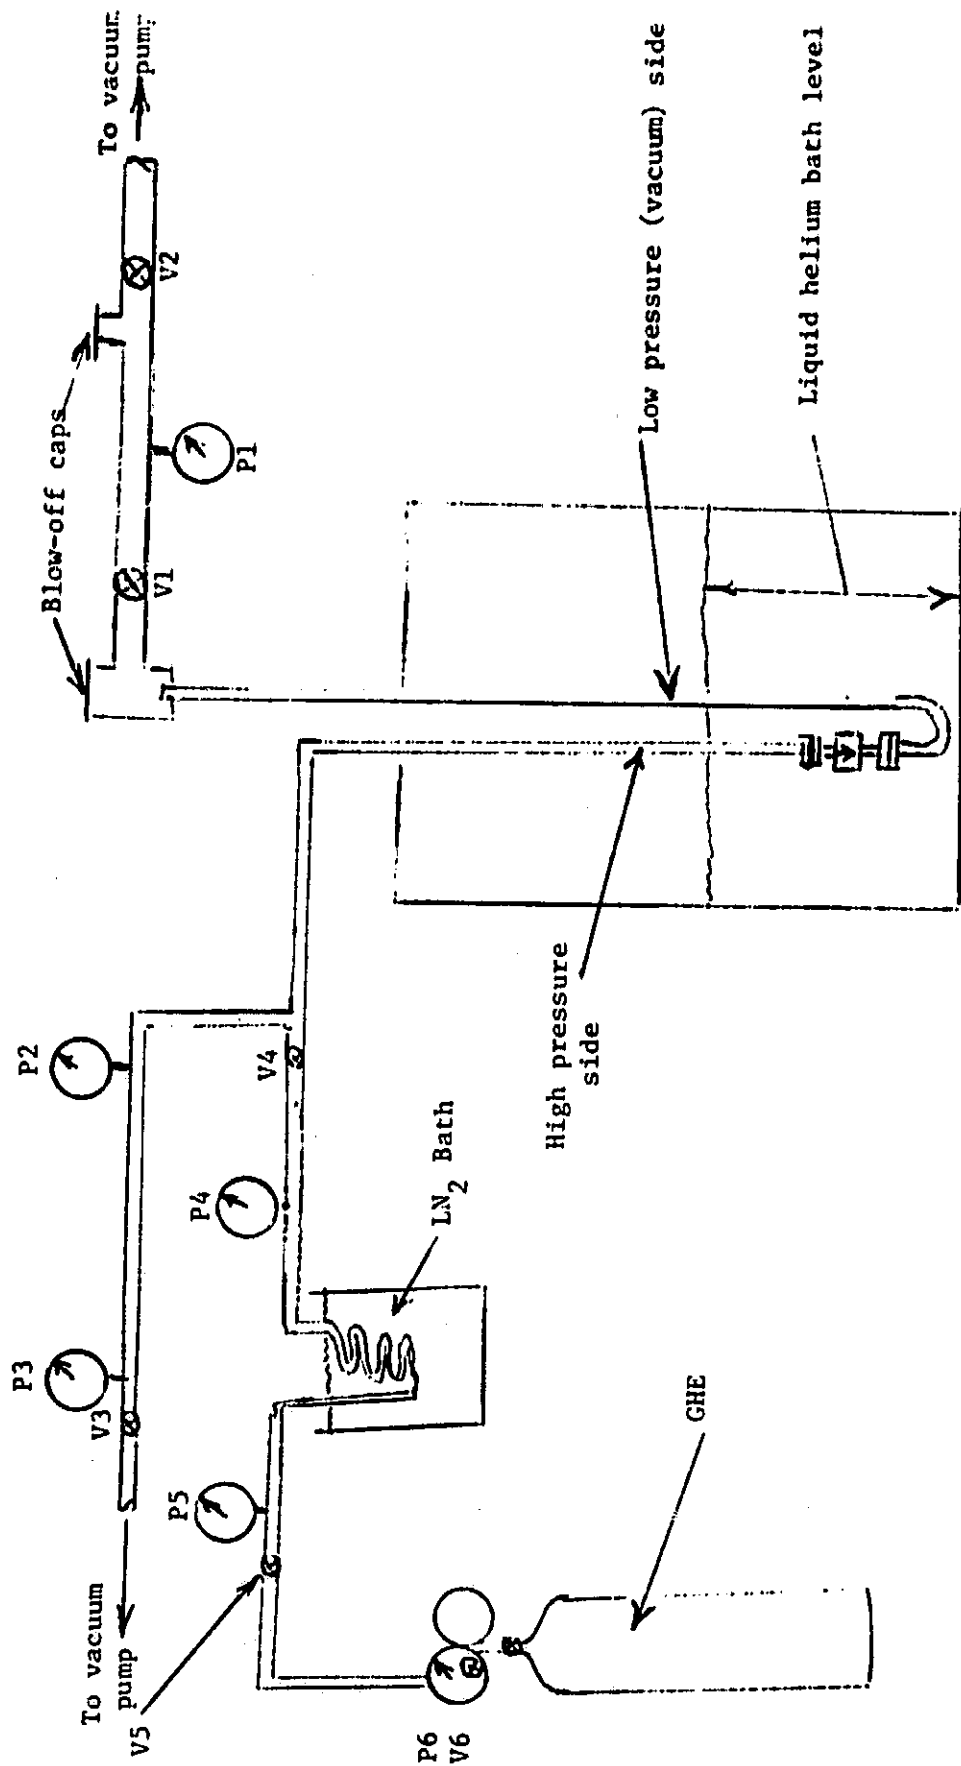 P3
P2
Blow-off caps
To vacuum
pump
V3
V1
V2
To vacuum
pump
V5
P5
P4
V4
P1
P6
V6
LN2 Bath
High pressure
side
Low pressure (vacuum) side
GHE
Liquid helium bath level